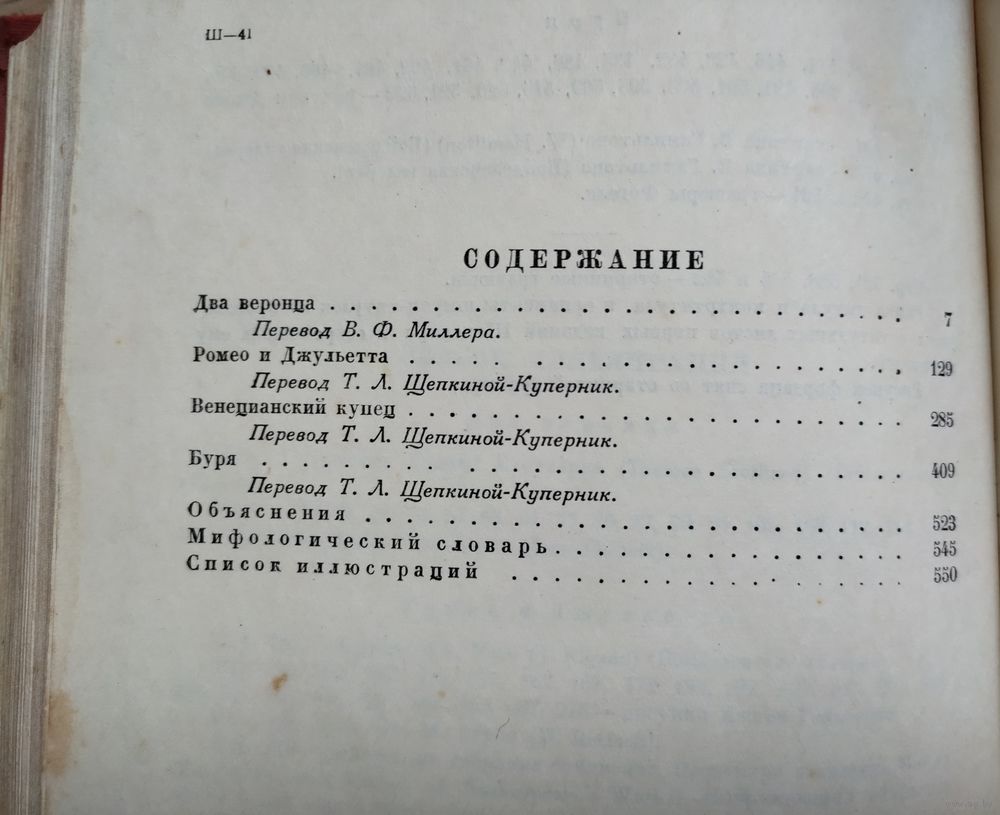 Ш—41
СОДЕРЖАНИЕ
Два веронца . . . . . . . . . . . . . . . . . . . . . . . . . . 7
Перевод В. Ф. Миллера.
Ромео и Джульетта . . . . . . . . . . . . . . . . . . . . . . 129
Перевод Т. Л. Щепкиной-Куперник.
Венецианский купец . . . . . . . . . . . . . . . . . . . . . . 285
Перевод Т. Л. Щепкиной-Куперник.
Буря . . . . . . . . . . . . . . . . . . . . . . . . . . . . . 409
Перевод Т. Л. Щепкиной-Куперник.
Объяснения . . . . . . . . . . . . . . . . . . . . . . . . 523
Мифологический словарь . . . . . . . . . . . . . . . 545
Список иллюстраций . . . . . . . . . . . . . . . . . 550